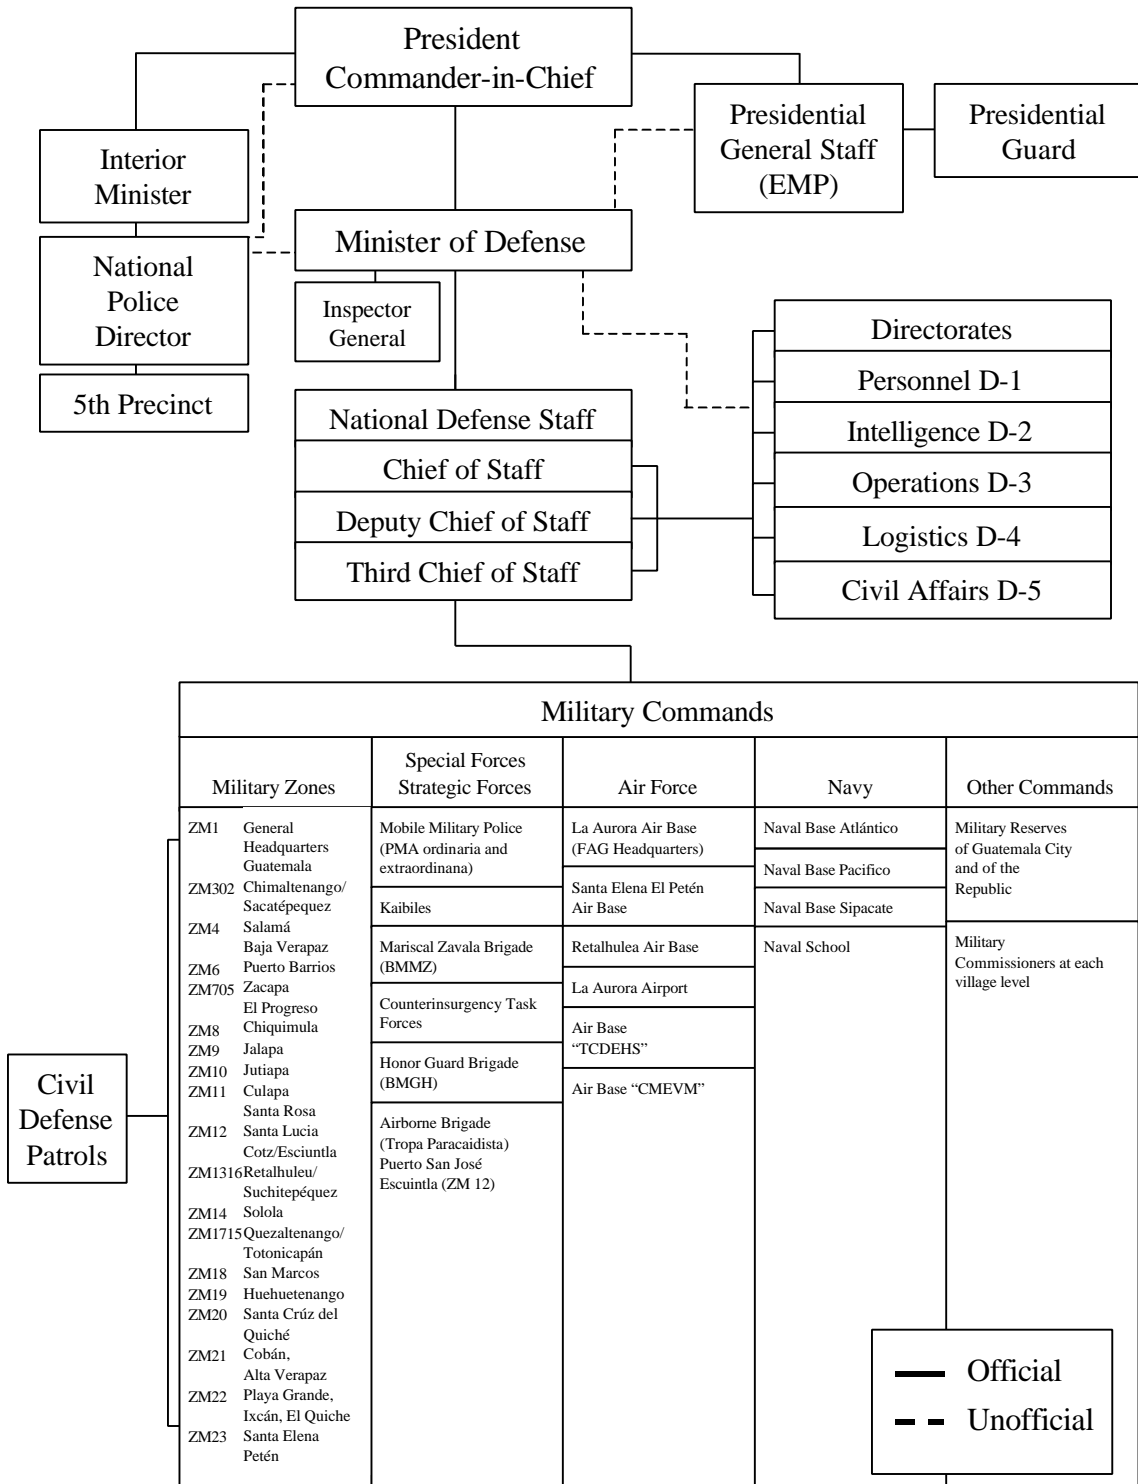 President
Commander-in-Chief
Interior
Minister
National
Police
Director
5th Precinct
Presidential
General Staff
(EMP)
Presidential
Guard
Minister of Defense
Inspector
General
National Defense Staff
Chief of Staff
Deputy Chief of Staff
Third Chief of Staff
Directorates
Personnel D-1
Intelligence D-2
Operations D-3
Logistics D-4
Civil Affairs D-5
Civil
Defense
Patrols
Military Commands
Military Zones
ZM1 General
Headquarters
Guatemala
ZM302 Chimaltenango/
Sacatépequez
ZM4 Salamá
Baja Verapaz
ZM6 Puerto Barrios
ZM705 Zacapa
El Progreso
ZM8 Chiquimula
ZM9 Jalapa
ZM10 Jutiapa
ZM11 Culapa
Santa Rosa
ZM12 Santa Lucia
Cotz/Esciuntla
ZM1316 Retalhuleu/
Suchitepéquez
ZM14 Solola
ZM1715 Quezaltenango/
Totonicapán
ZM18 San Marcos
ZM19 Huehuetenango
ZM20 Santa Crúz del
Quiché
ZM21 Cobán,
Alta Verapaz
ZM22 Playa Grande,
Ixcán, El Quiche
ZM23 Santa Elena
Petén
Special Forces
Strategic Forces
Mobile Military Police
(PMA ordinaria and
extraordinana)
Kaibiles
Mariscal Zavala Brigade
(BMMZ)
Counterinsurgency Task
Forces
Honor Guard Brigade
(BMGH)
Airborne Brigade
(Tropa Paracaidista)
Puerto San José
Escuintla (ZM 12)
Air Force
La Aurora Air Base
(FAG Headquarters)
Santa Elena El Petén
Air Base
Retalhulea Air Base
La Aurora Airport
Air Base
“TCDEHS”
Air Base “CMEVM”
Navy
Naval Base Atlántico
Naval Base Pacifico
Naval Base Sipacate
Naval School
Other Commands
Military Reserves
of Guatemala City
and of the
Republic
Military
Commissioners at each
village level
Official
Unofficial